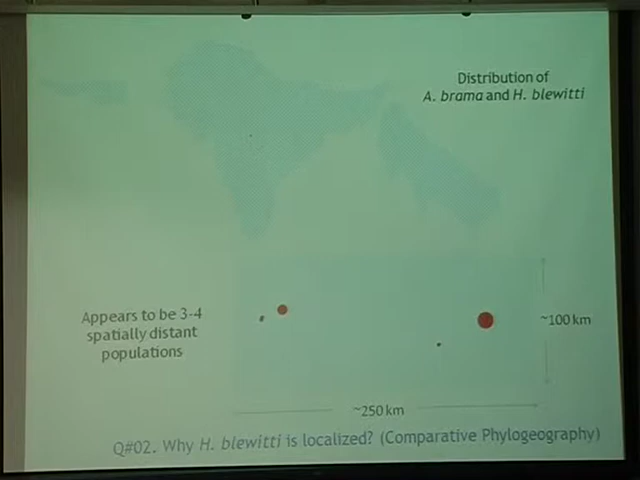 Distribution of
A. brama and H. blewitti
Appears to be 3-4
spatially distant
populations
~100 km
~250 km
Q#02. Why H. blewitti is localized? (Comparative Phylogeography)